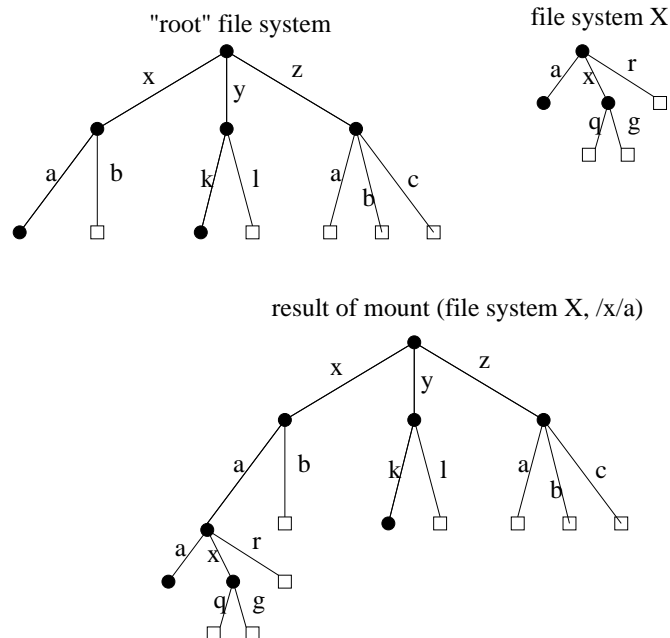 "root" file system
file system X
x
y
z
a
x
r
a
b
k
l
a
b
c
q
g
result of mount (file system X, /x/a)
x
y
z
a
b
k
l
a
b
c
a
x
r
q
g